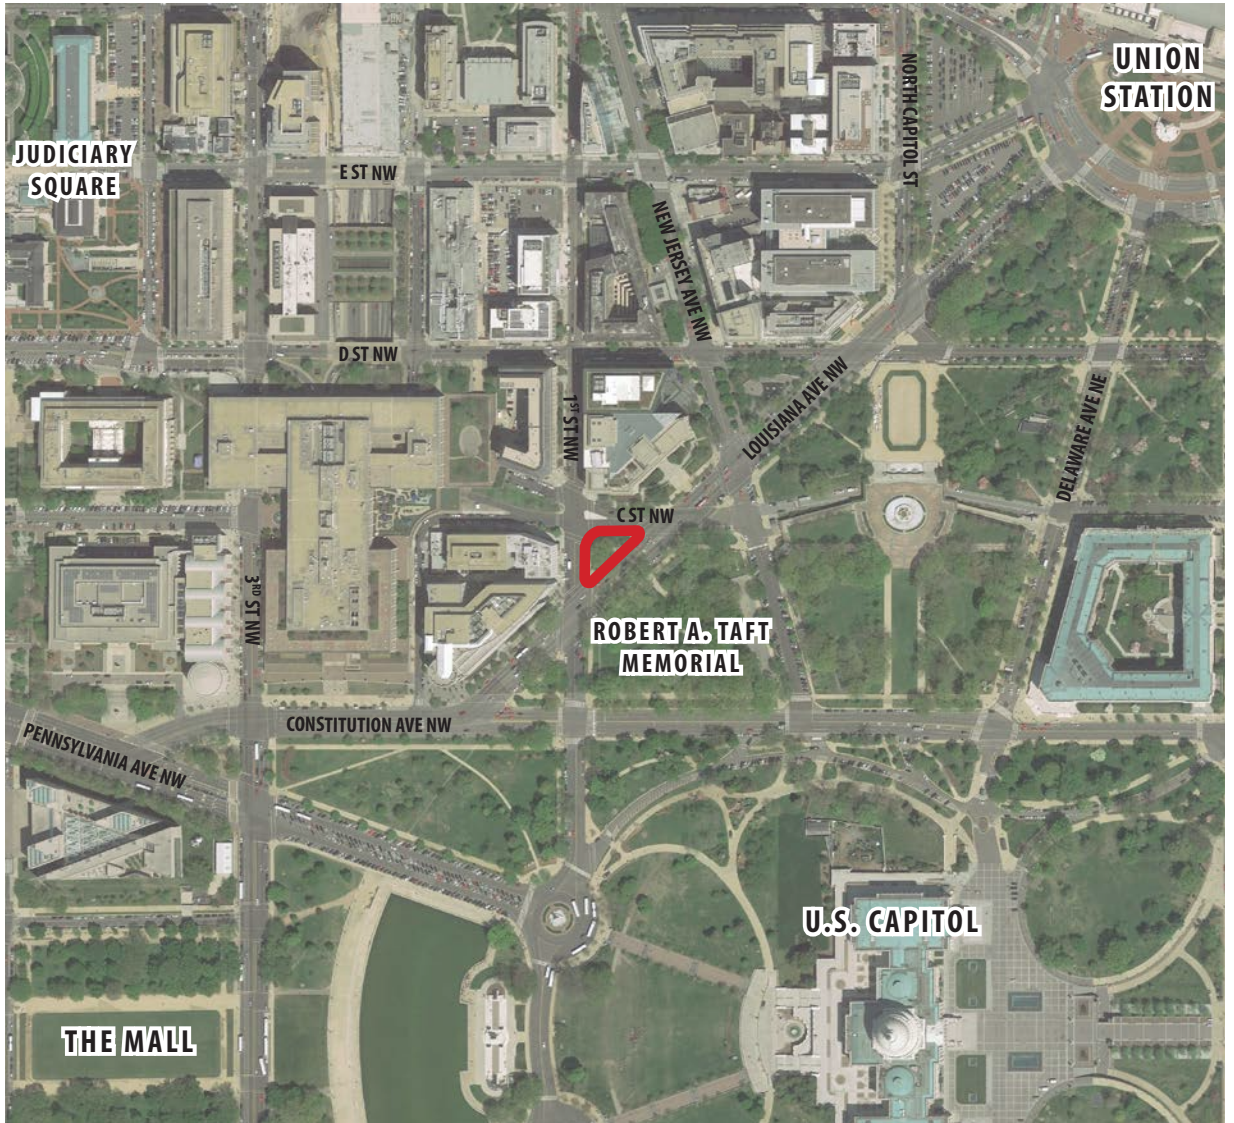 UNION
STATION
NORTH CAPITOL ST
JUDICIARY
SQUARE
E ST NW
NEW JERSEY AVE NW
D ST NW
1ST ST NW
LOUISIANA AVE NW
DELAWARE AVE NE
C ST NW
3RD ST NW
ROBERT A. TAFT
MEMORIAL
CONSTITUTION AVE NW
PENNSYLVANIA AVE NW
U.S. CAPITOL
THE MALL